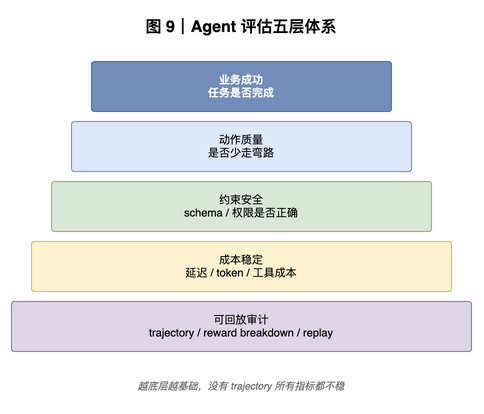 图 9｜Agent 评估五层体系
业务成功
任务是否完成
动作质量
是否少走弯路
约束安全
schema / 权限是否正确
成本稳定
延迟 / token / 工具成本
可回放审计
trajectory / reward breakdown / replay
越底层越基础，没有 trajectory 所有指标都不稳